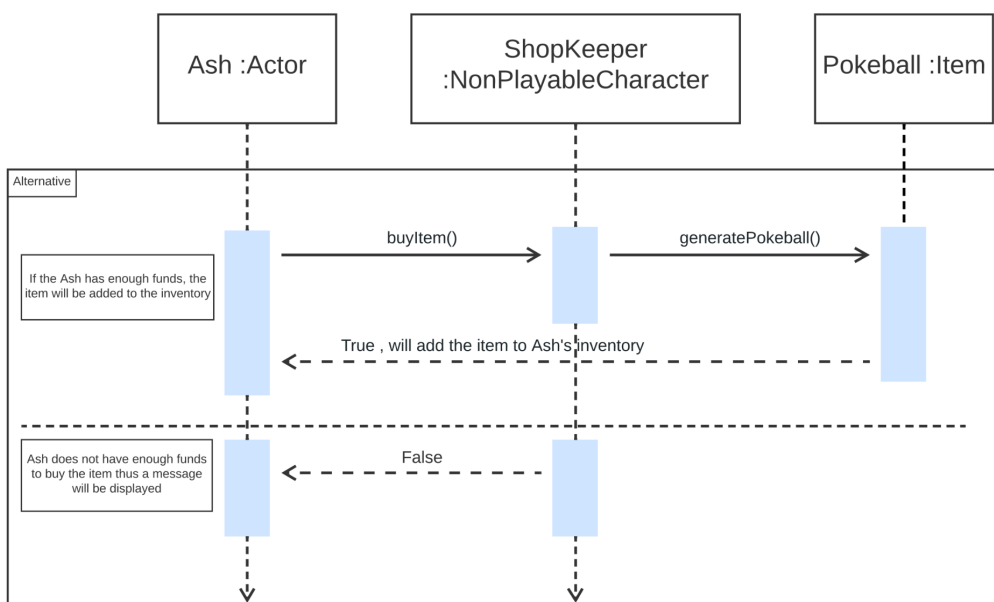 Ash :Actor
ShopKeeper
:NonPlayableCharacter
Pokeball :Item
Alternative
buyItem()
generatePokeball()
If the Ash has enough funds, the
item will be added to the inventory
True , will add the item to Ash's inventory
Ash does not have enough funds
to buy the item thus a message
will be displayed
False